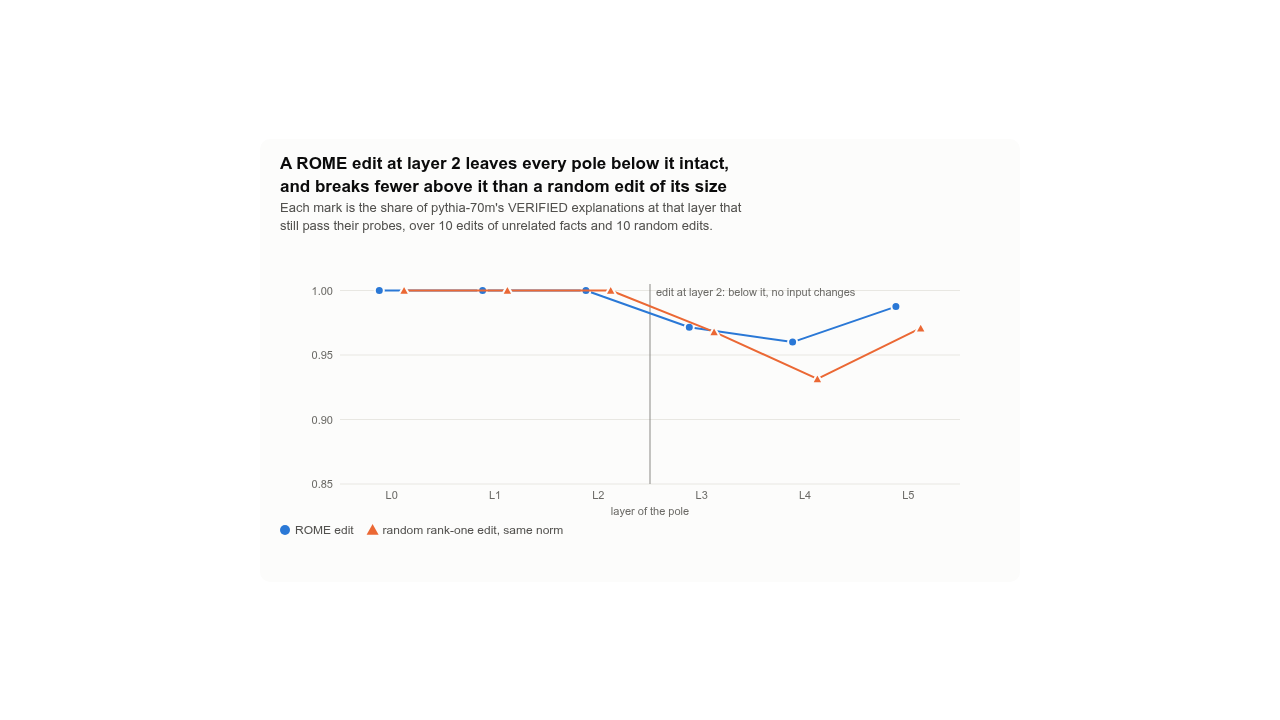 A ROME edit at layer 2 leaves every pole below it intact,
and breaks fewer above it than a random edit of its size
Each mark is the share of pythia-70m's VERIFIED explanations at that layer that
still pass their probes, over 10 edits of unrelated facts and 10 random edits.
1.00
edit at layer 2: below it, no input changes
0.95
0.90
0.85
L0 L1 L2 L3 L4 L5
layer of the pole
ROME edit random rank-one edit, same norm